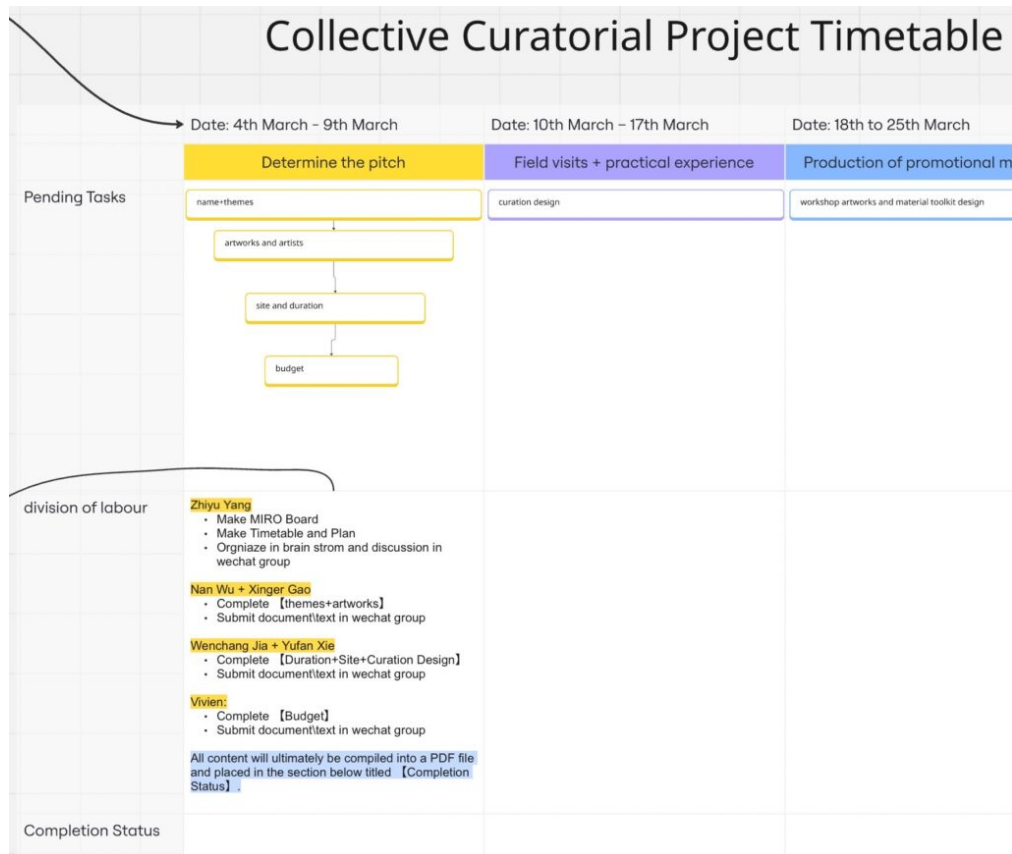 Collective Curatorial Project Timetable
Date: 4th March - 9th March
Date: 10th March – 17th March
Date: 18th to 25th March
Determine the pitch
Field visits + practical experience
Production of promotional m
Pending Tasks
name+themes
curation design
workshop artworks and material toolkit design
artworks and artists
site and duration
budget
division of labour
Zhiyu Yang
• Make MIRO Board
• Make Timetable and Plan
• Orgniaze in brain strom and discussion in
wechat group
Nan Wu + Xinger Gao
• Complete 【themes+artworks】
• Submit document\text in wechat group
Wenchang Jia + Yufan Xie
• Complete 【Duration+Site+Curation Design】
• Submit document\text in wechat group
Vivien:
• Complete 【Budget】
• Submit document\text in wechat group
All content will ultimately be compiled into a PDF file
and placed in the section below titled 【Completion
Status】.
Completion Status